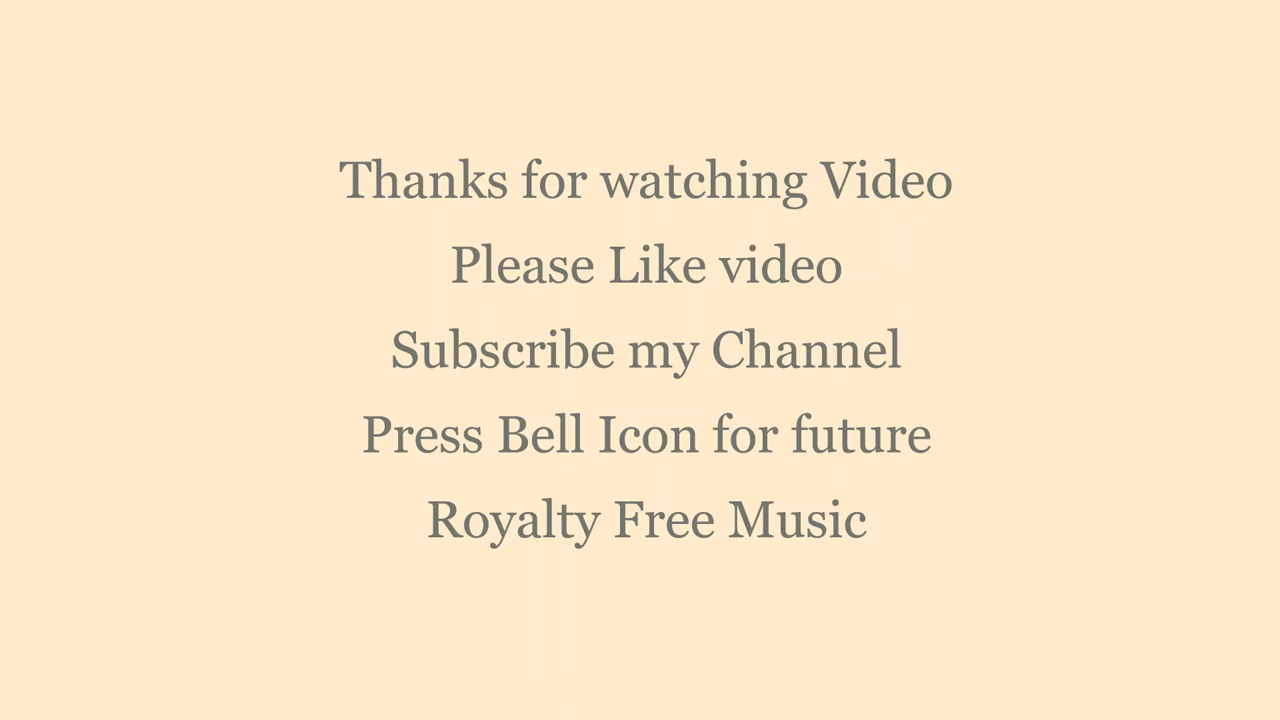 Thanks for watching Video
Please Like video
Subscribe my Channel
Press Bell Icon for future
Royalty Free Music